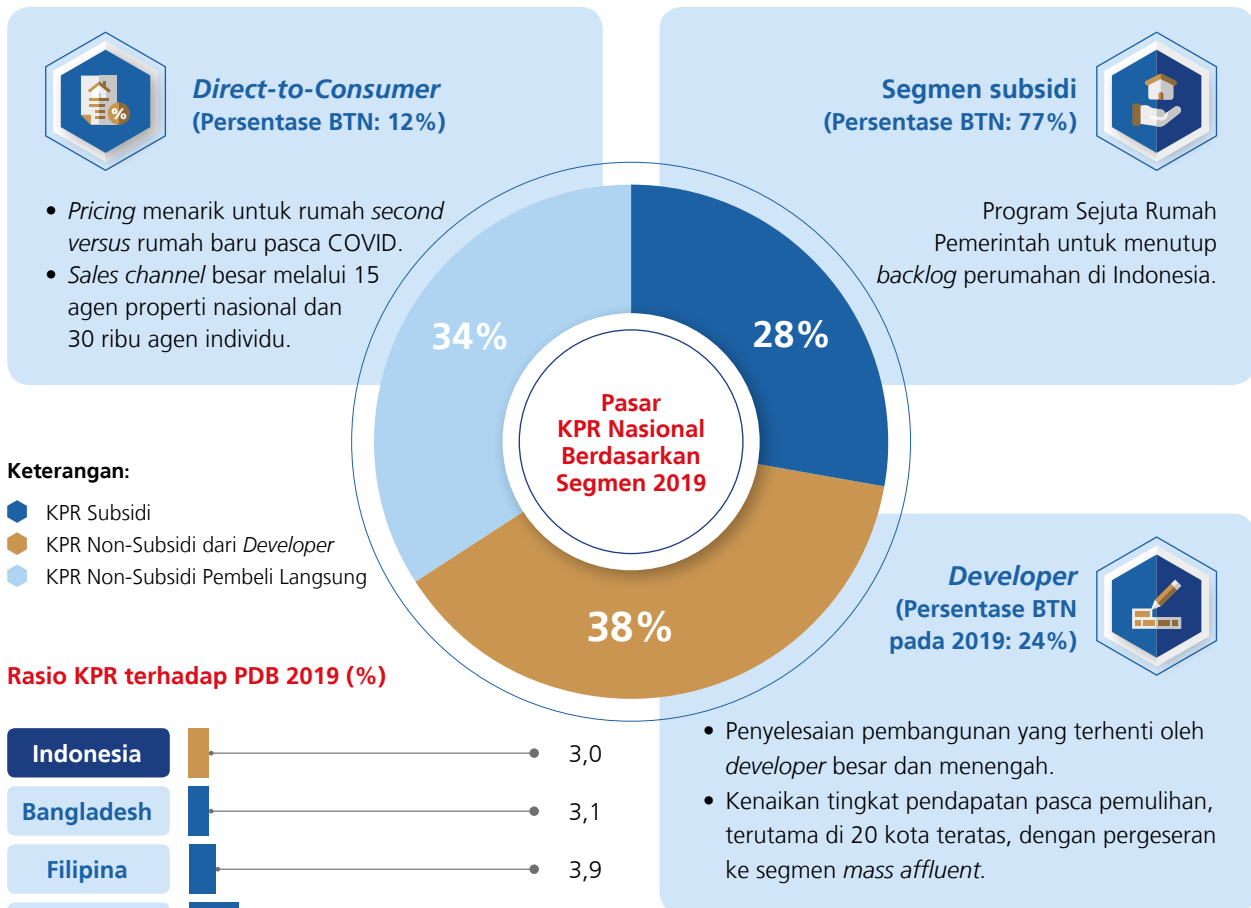 Direct-to-Consumer
(Persentase BTN: 12%)
• Pricing menarik untuk rumah second
versus rumah baru pasca COVID.
• Sales channel besar melalui 15
agen properti nasional dan
30 ribu agen individu.
Segmen subsidi
(Persentase BTN: 77%)
Program Sejuta Rumah
Pemerintah untuk menutup
backlog perumahan di Indonesia.
%
34%
28%
38%
Pasar
KPR Nasional
Berdasarkan
Segmen 2019
Keterangan:
KPR Subsidi
KPR Non-Subsidi dari Developer
KPR Non-Subsidi Pembeli Langsung
Developer
(Persentase BTN
pada 2019: 24%)
• Penyelesaian pembangunan yang terhenti oleh
developer besar dan menengah.
• Kenaikan tingkat pendapatan pasca pemulihan,
terutama di 20 kota teratas, dengan pergeseran
ke segmen mass affluent.
Rasio KPR terhadap PDB 2019 (%)
Indonesia 3,0
Bangladesh 3,1
Filipina 3,9